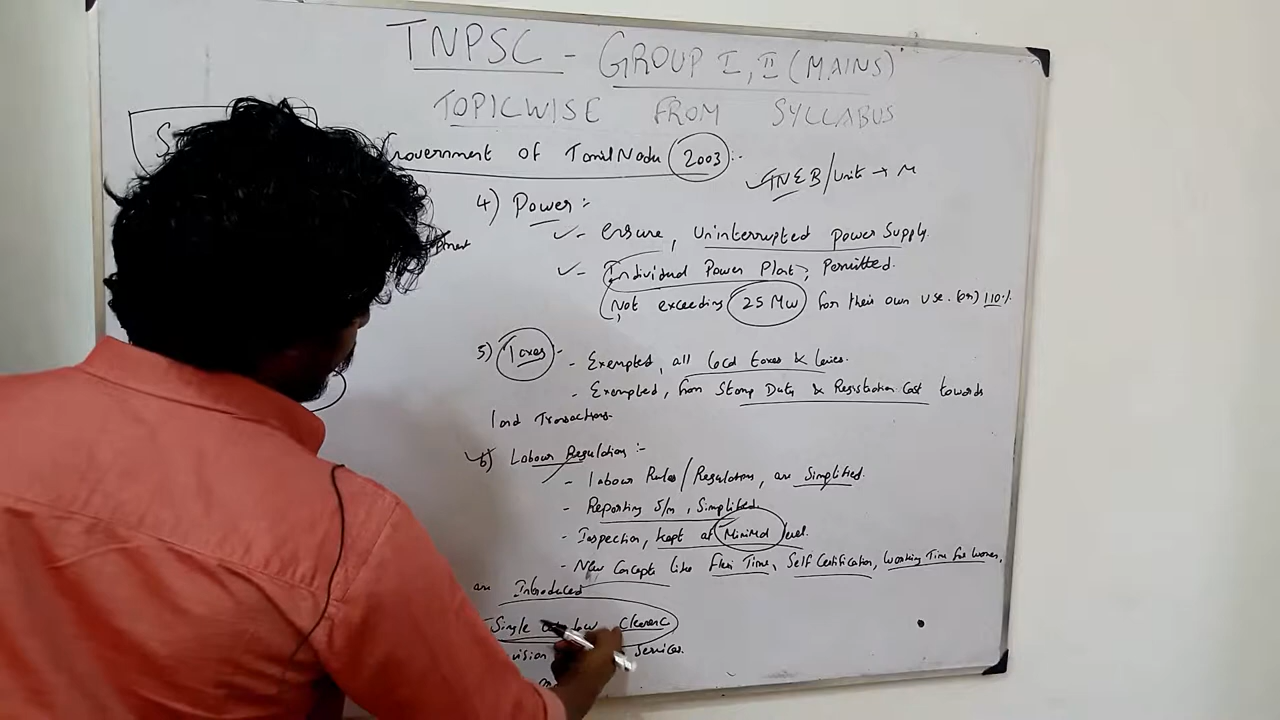 TNPSC - GROUP I, II (MAINS)
TOPICWISE FROM SYLLABUS
Government of TamilNadu 2003:-
TNEB/Unit → M
4) Power:-
- ensure, Uninterrupted power Supply.
- Individual Power Plant, Permitted.
Not exceeding 25 MW for their own use. (or) 110%.
5) Taxes:-
- Exempted, all local taxes & levies.
- Exempted, from Stamp Duty & Registration Cost towards
land Transactions.
6) Labour Regulation:-
- Labour Rules/Regulations, are Simplified.
- Reporting S/m, Simplified.
- Inspection, kept at Minimal level.
- New Concepts like Flexi Time, Self Certification, Working Time for Women,
are Introduced
Single Clearance
Services.